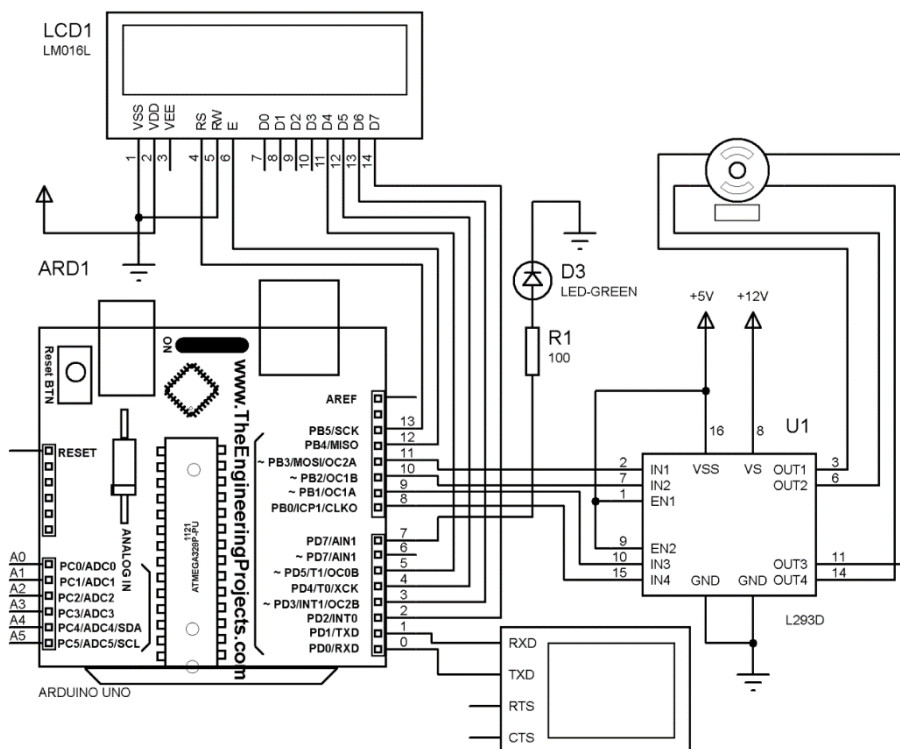 LCD1
LM016L
VSS
VDD
VEE
RS
RW
E
D0
D1
D2
D3
D4
D5
D6
D7
1
2
3
4
5
6
7
8
9
10
11
12
13
14
ARD1
D3
LED-GREEN
R1
100
+5V
+12V
Reset BTN
ON
www.TheEngineeringProjects.com
RESET
ANALOG IN
1121
ATMEGA328P-PU
AREF
PB5/SCK 13
PB4/MISO 12
~ PB3/MOSI/OC2A 11
~ PB2/OC1B 10
~ PB1/OC1A 9
PB0/ICP1/CLKO 8
PD7/AIN1 7
~ PD7/AIN1 6
~ PD5/T1/OC0B 5
PD4/T0/XCK 4
~ PD3/INT1/OC2B 3
PD2/INT0 2
PD1/TXD 1
PD0/RXD 0
A0 PC0/ADC0
A1 PC1/ADC1
A2 PC2/ADC2
A3 PC3/ADC3
A4 PC4/ADC4/SDA
A5 PC5/ADC5/SCL
ARDUINO UNO
16
8
U1
VSS
VS
2 IN1
7 IN2
1 EN1
9 EN2
10 IN3
15 IN4
OUT1 3
OUT2 6
OUT3 11
OUT4 14
GND
GND
L293D
RXD
TXD
RTS
CTS